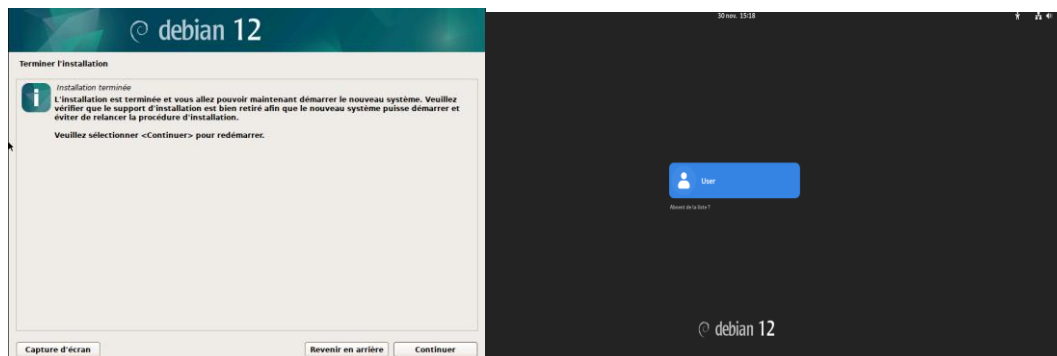 debian 12
Terminer l'installation
Installation terminée
L'installation est terminée et vous allez pouvoir maintenant démarrer le nouveau système. Veuillez
vérifier que le support d'installation est bien retiré afin que le nouveau système puisse démarrer et
éviter de relancer la procédure d'installation.
Veuillez sélectionner <Continuer> pour redémarrer.
Capture d'écran
Revenir en arrière
Continuer
30 nov. 15:18
User
Absent de la liste ?
debian 12